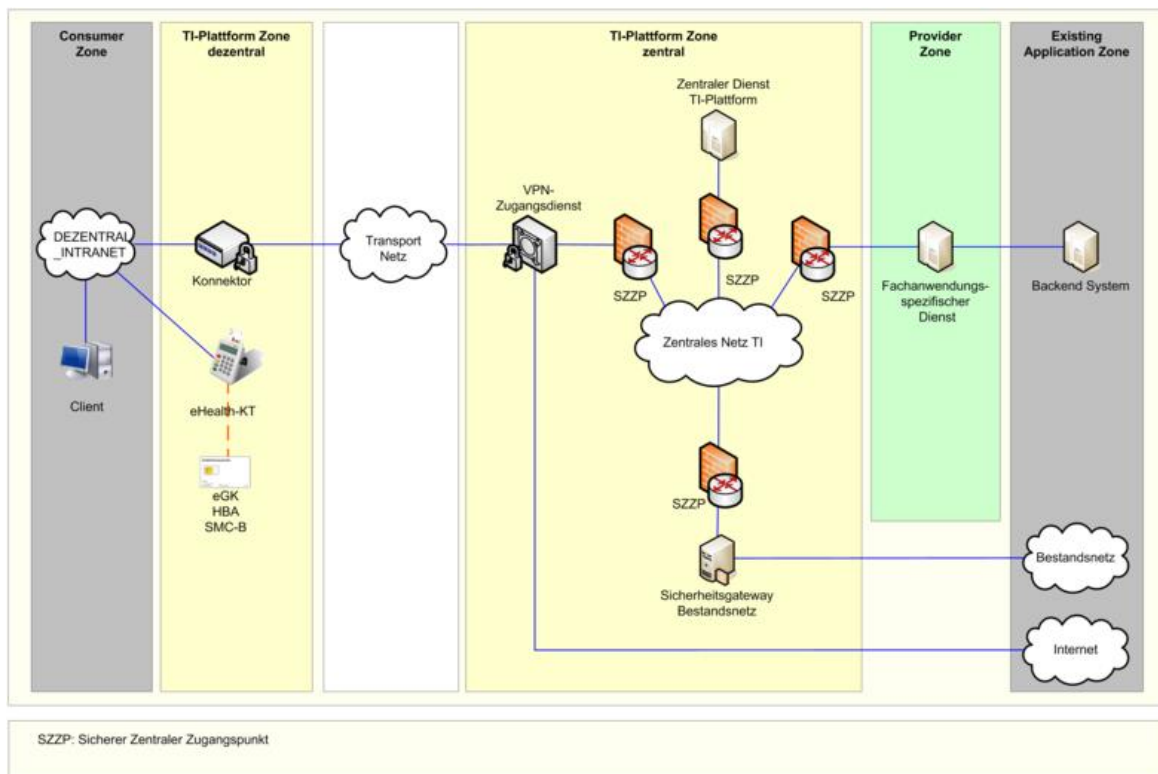 Consumer
Zone
TI-Plattform Zone
dezentral
TI-Plattform Zone
zentral
Provider
Zone
Existing
Application Zone
Zentraler Dienst
TI-Plattform
VPN-
Zugangsdienst
DEZENTRAL
_INTRANET
Konnektor
Transport
Netz
SZZP
SZZP
SZZP
Fachanwendungs-
spezifischer
Dienst
Backend System
Zentrales Netz TI
Client
eHealth-KT
eGK
HBA
SMC-B
SZZP
Sicherheitsgateway
Bestandsnetz
Bestandsnetz
Internet
SZZP: Sicherer Zentraler Zugangspunkt